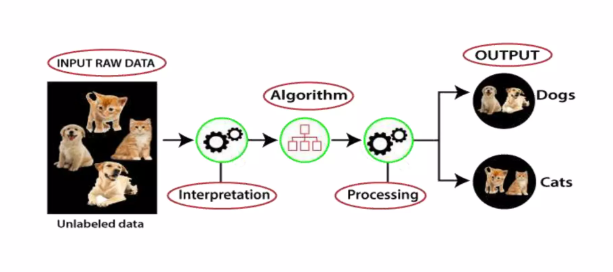 INPUT RAW DATA
Unlabeled data
Interpretation
Algorithm
Processing
OUTPUT
Dogs
Cats